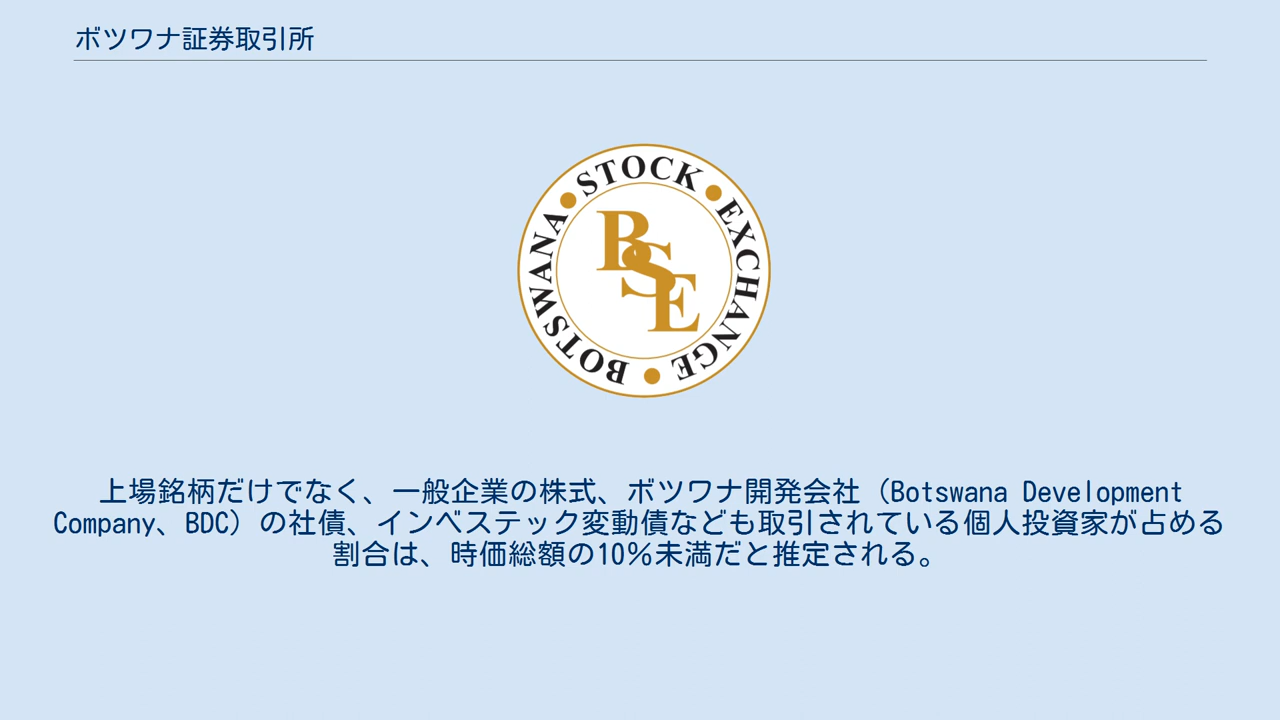 ボツワナ証券取引所
BOTSWANA • STOCK • EXCHANGE •
BSE
上場銘柄だけでなく、一般企業の株式、ボツワナ開発会社（Botswana Development
Company、BDC）の社債、インベステック変動債なども取引されている個人投資家が占める
割合は、時価総額の10％未満だと推定される。